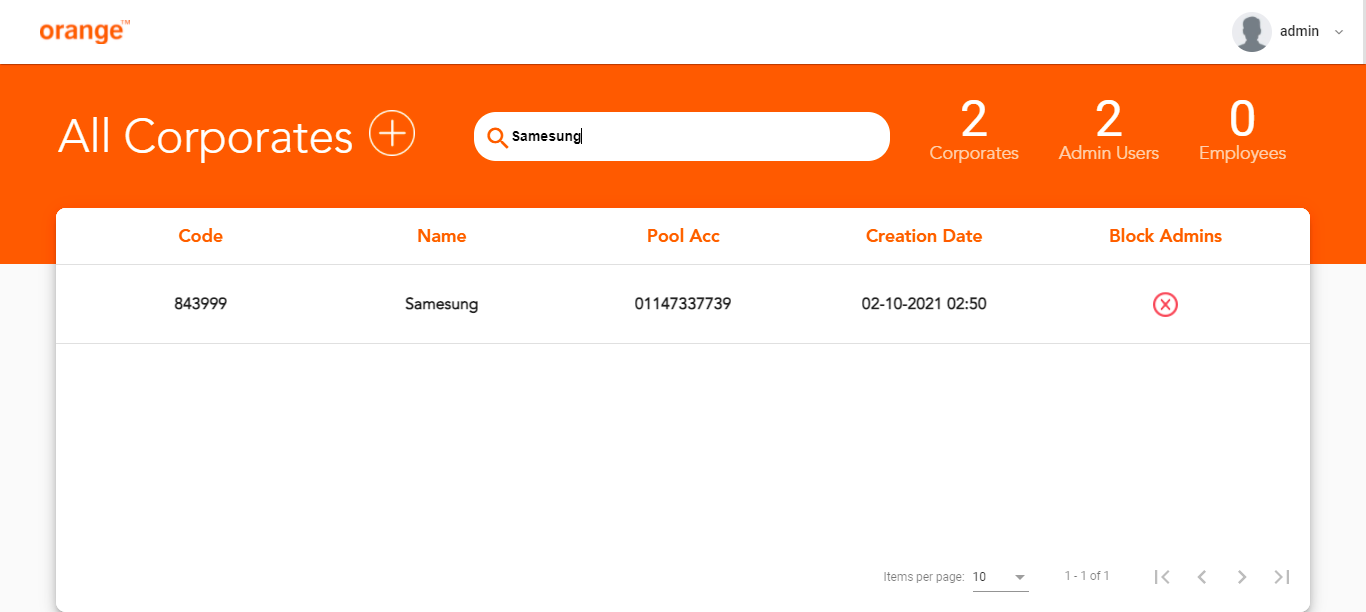 orange™
admin
All Corporates
Samesung
2 2 0
Corporates Admin Users Employees
Code Name Pool Acc Creation Date Block Admins
843999 Samesung 01147337739 02-10-2021 02:50
Items per page: 10 1 - 1 of 1